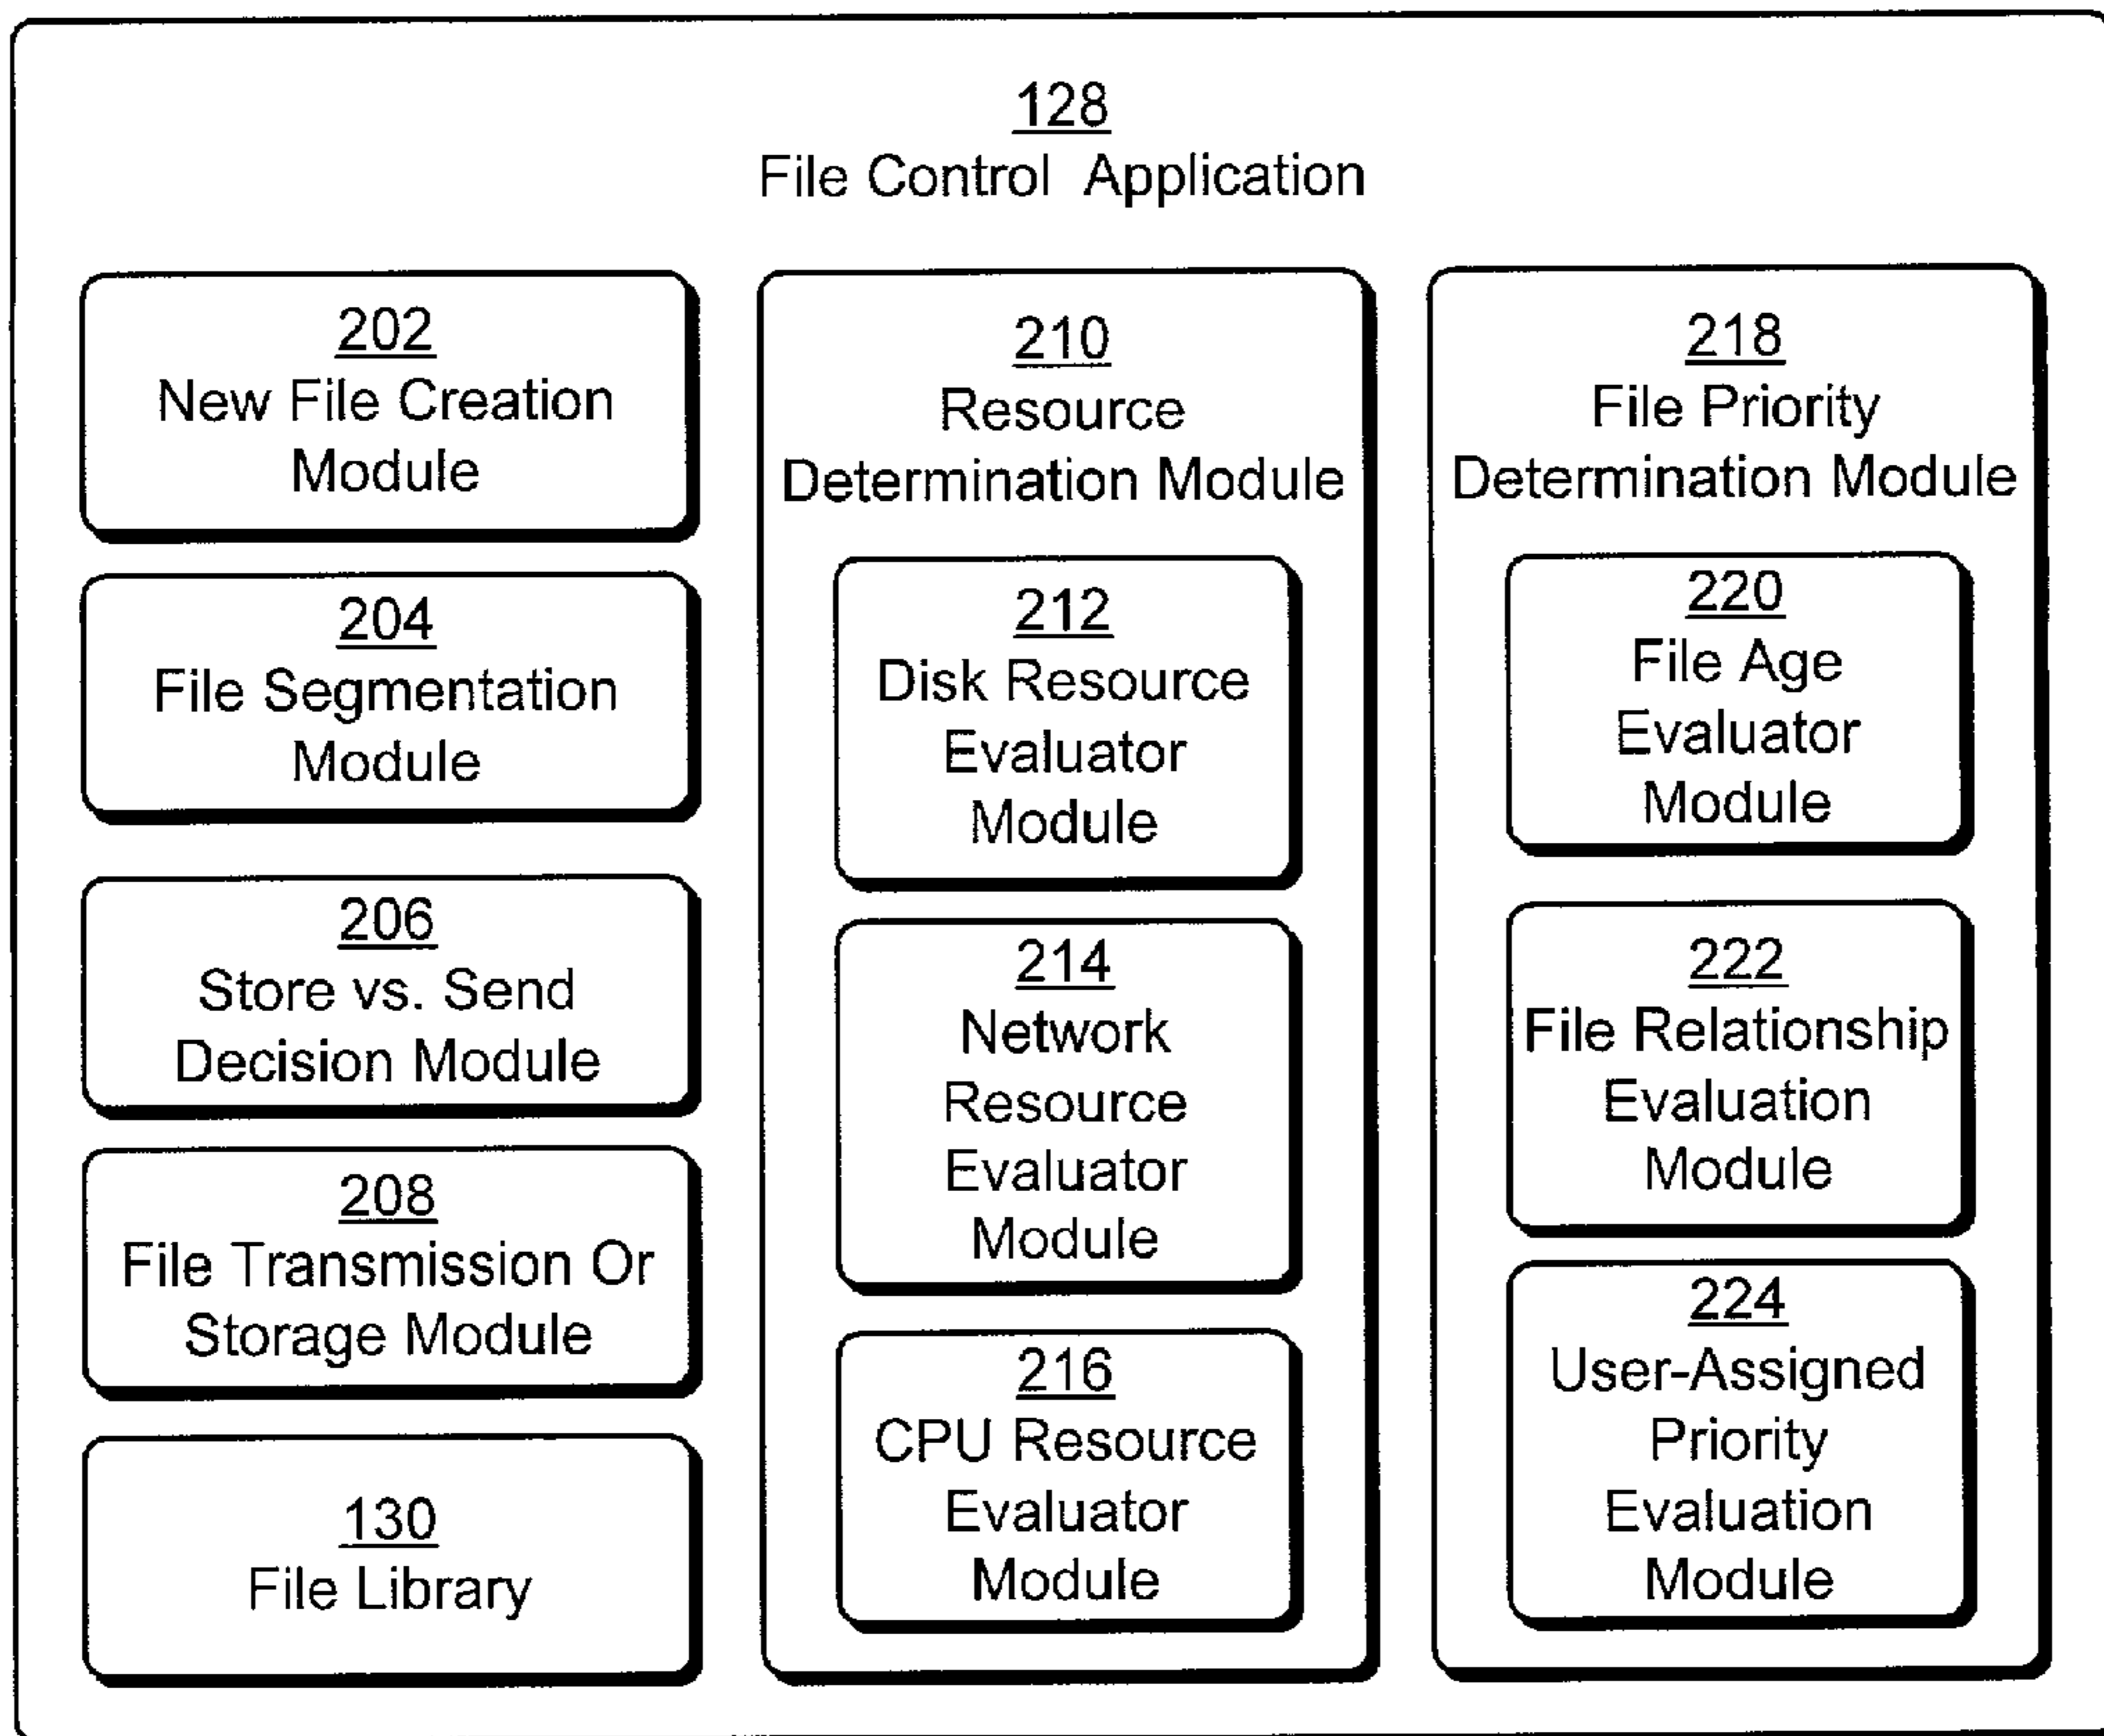 128
File Control Application
202
New File Creation
Module
204
File Segmentation
Module
206
Store vs. Send
Decision Module
208
File Transmission Or
Storage Module
130
File Library
210
Resource
Determination Module
212
Disk Resource
Evaluator
Module
214
Network
Resource
Evaluator
Module
216
CPU Resource
Evaluator
Module
218
File Priority
Determination Module
220
File Age
Evaluator
Module
222
File Relationship
Evaluation
Module
224
User-Assigned
Priority
Evaluation
Module